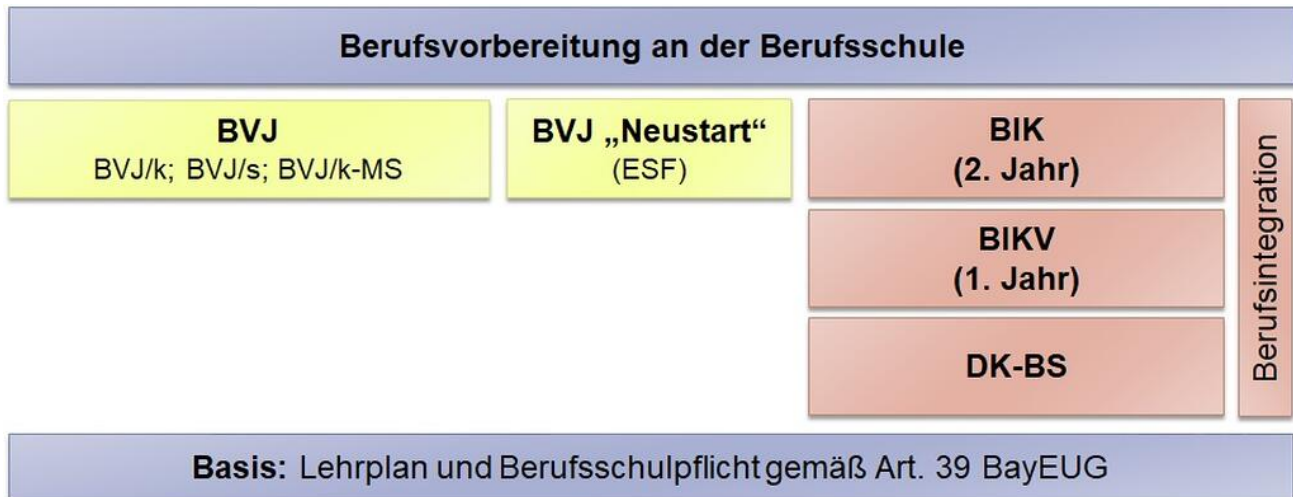 Berufsvorbereitung an der Berufsschule
BVJ
BVJ/k; BVJ/s; BVJ/k-MS
BVJ „Neustart“
(ESF)
BIK
(2. Jahr)
BIKV
(1. Jahr)
DK-BS
Berufsintegration
Basis: Lehrplan und Berufsschulpflicht gemäß Art. 39 BayEUG